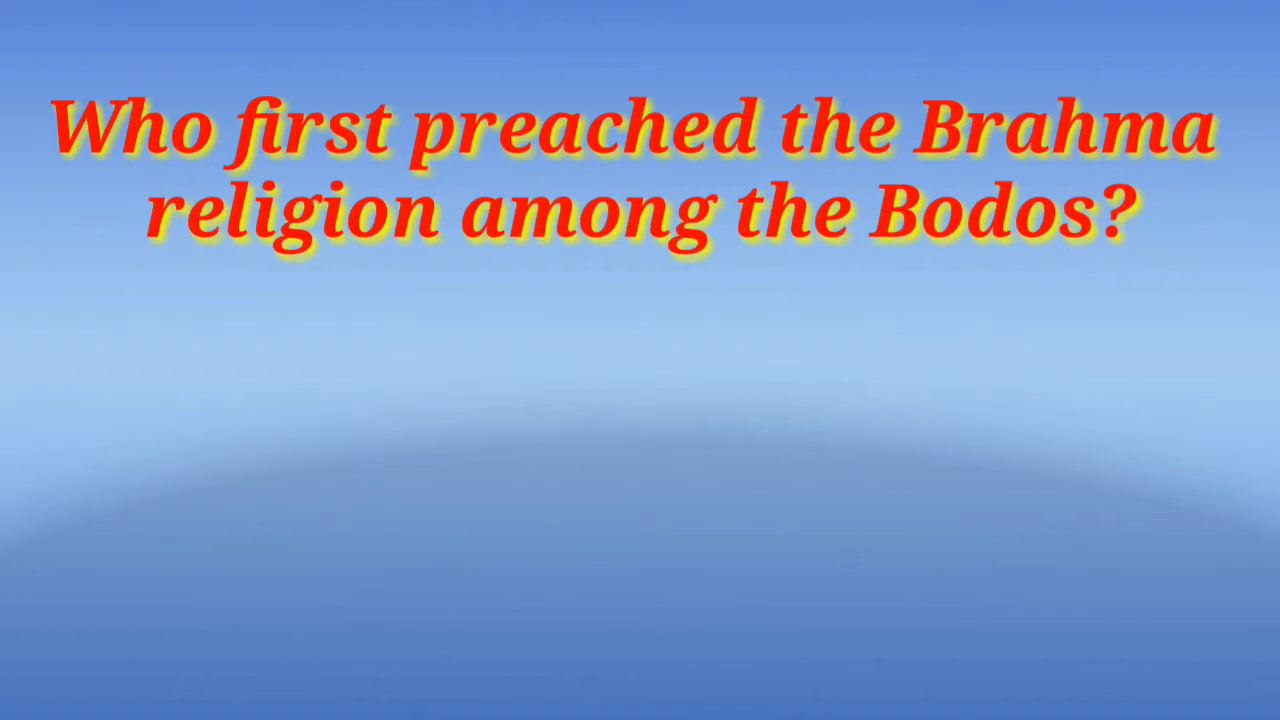 Who first preached the Brahma
religion among the Bodos?